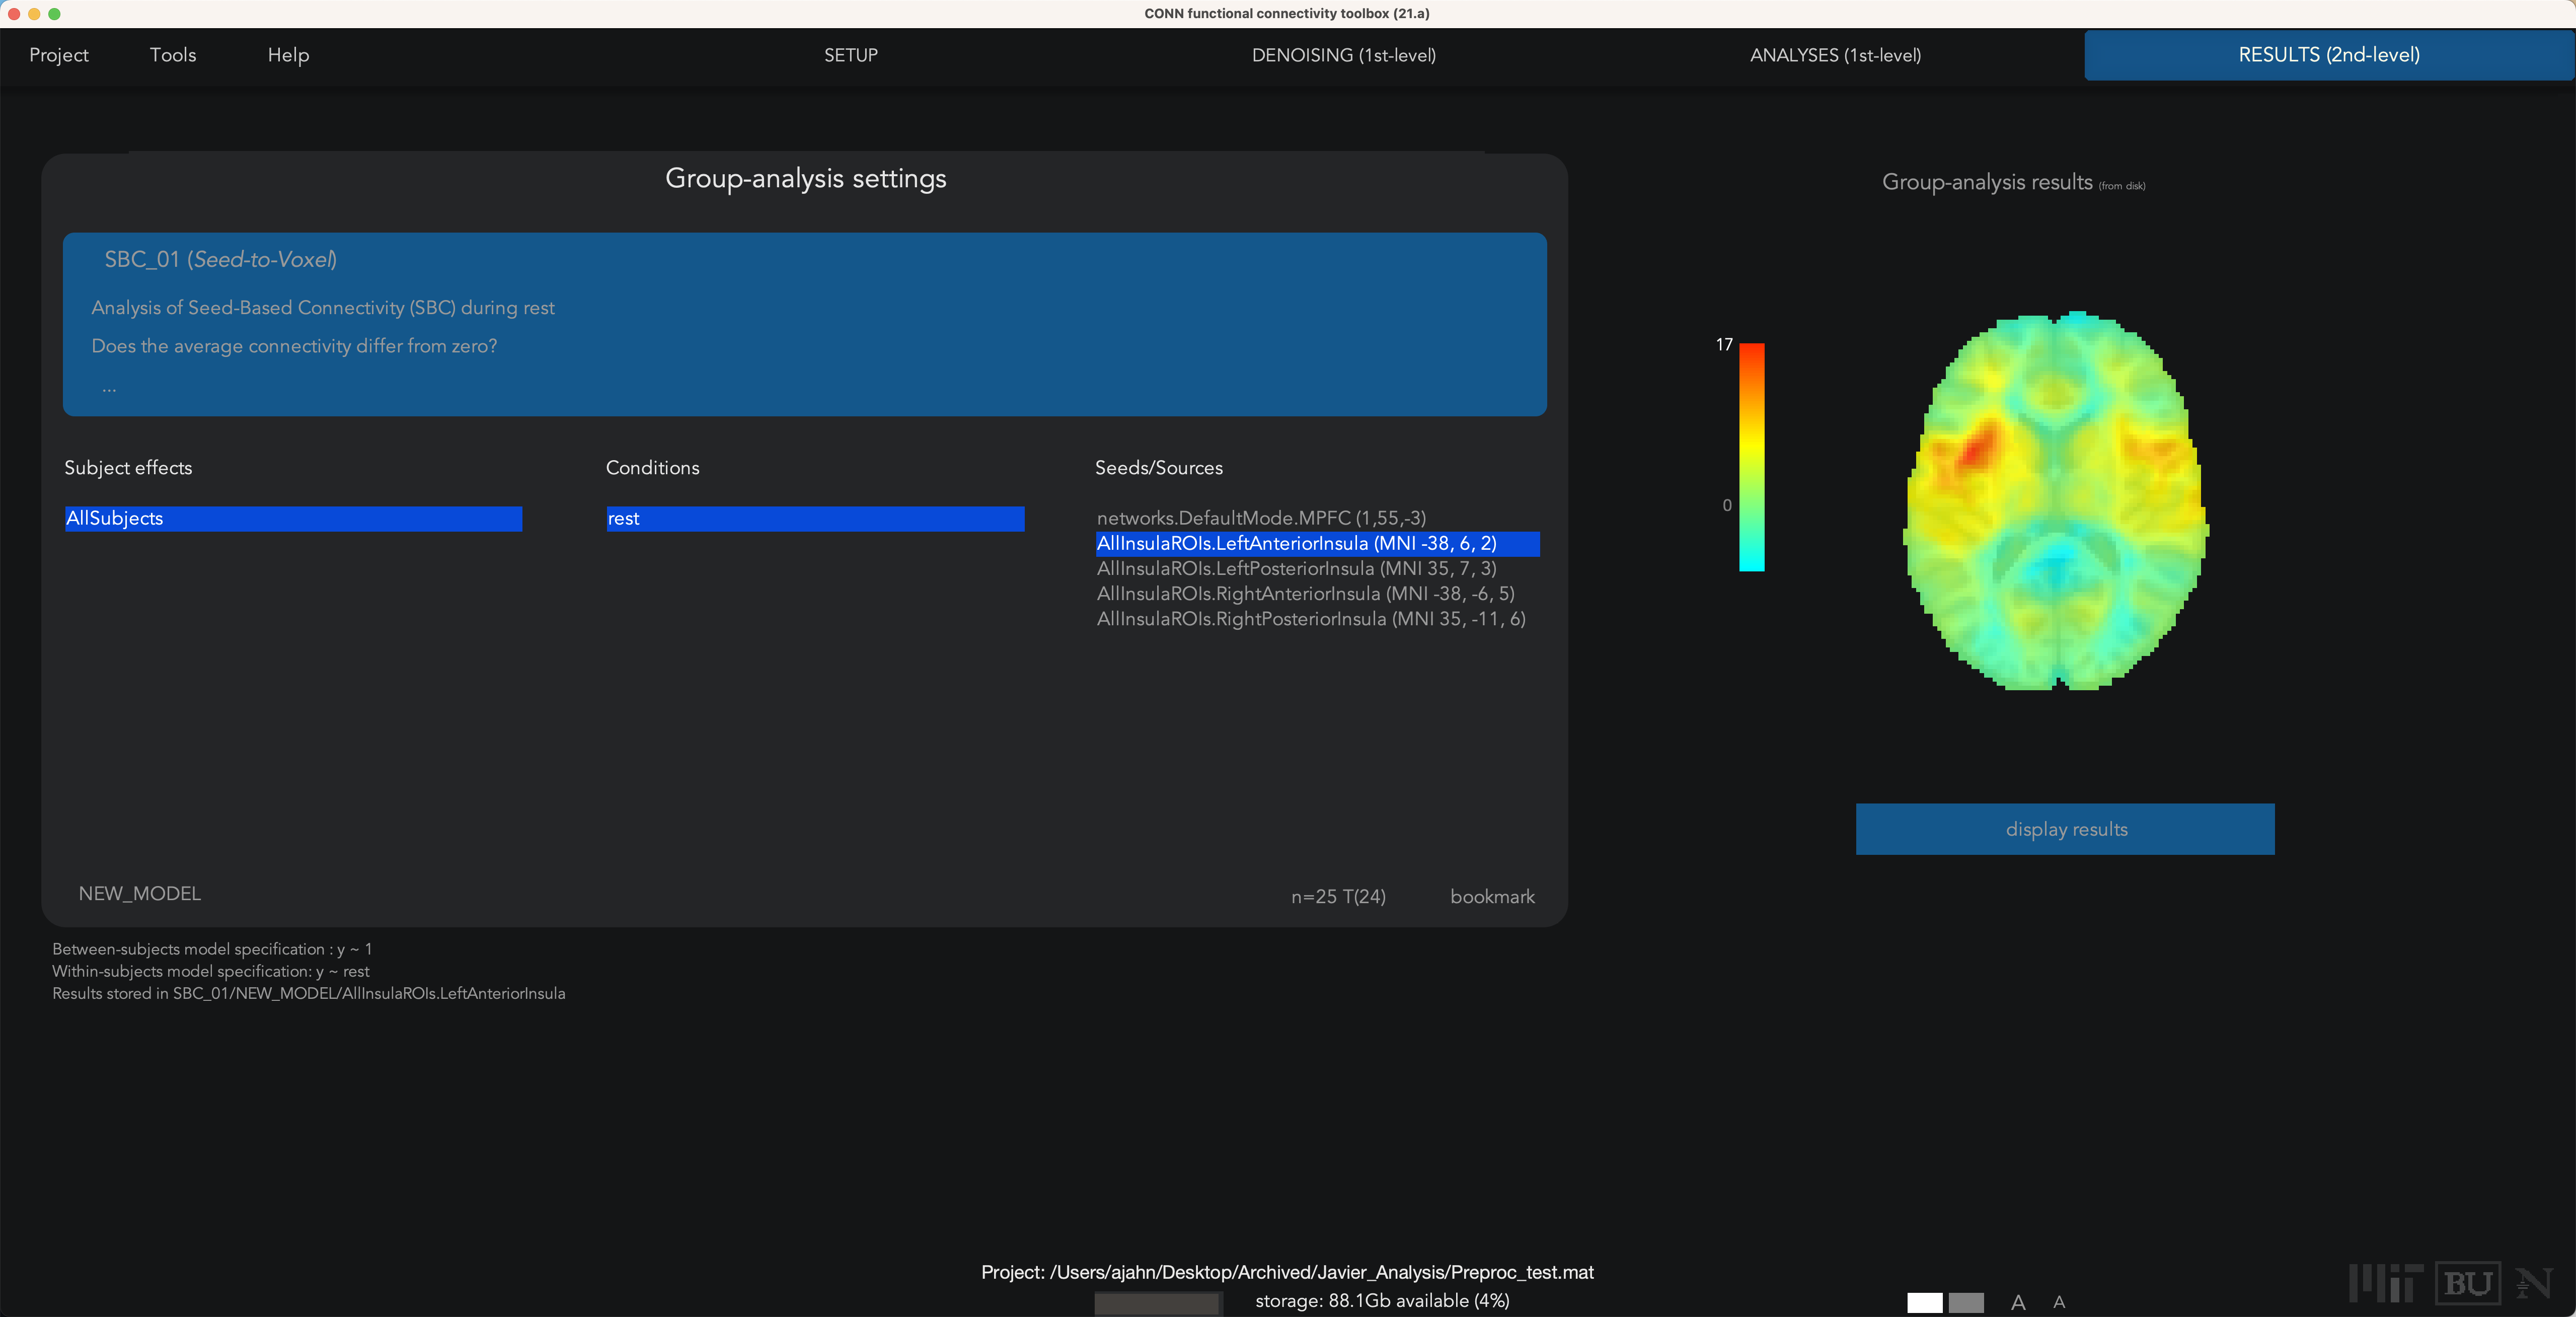 CONN functional connectivity toolbox (21.a)
Project Tools Help SETUP DENOISING (1st-level) ANALYSES (1st-level) RESULTS (2nd-level)
Group-analysis settings
SBC_01 (Seed-to-Voxel)
Analysis of Seed-Based Connectivity (SBC) during rest
Does the average connectivity differ from zero?
...
Subject effects
AllSubjects
Conditions
rest
Seeds/Sources
networks.DefaultMode.MPFC (1,55,-3)
AllInsulaROIs.LeftAnteriorInsula (MNI -38, 6, 2)
AllInsulaROIs.LeftPosteriorInsula (MNI 35, 7, 3)
AllInsulaROIs.RightAnteriorInsula (MNI -38, -6, 5)
AllInsulaROIs.RightPosteriorInsula (MNI 35, -11, 6)
NEW_MODEL n=25 T(24) bookmark
Between-subjects model specification : y ~ 1
Within-subjects model specification: y ~ rest
Results stored in SBC_01/NEW_MODEL/AllInsulaROIs.LeftAnteriorInsula
Group-analysis results (from disk)
17
0
display results
Project: /Users/ajahn/Desktop/Archived/Javier_Analysis/Preproc_test.mat
storage: 88.1Gb available (4%)
A A
MIT BU N